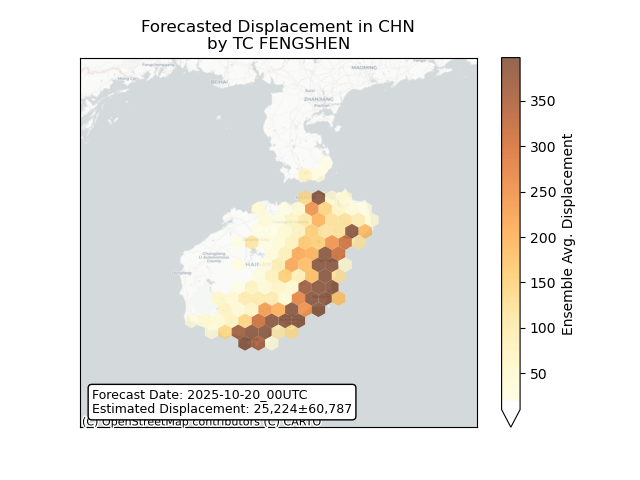 Forecasted Displacement in CHN
by TC FENGSHEN
MAOMING
ZHANJIANG
HAI
350
300
250
200
150
100
50
Ensemble Avg. Displacement
Forecast Date: 2025-10-20_00UTC
Estimated Displacement: 25,224±60,787
(C) OpenStreetMap contributors (C) CARTO